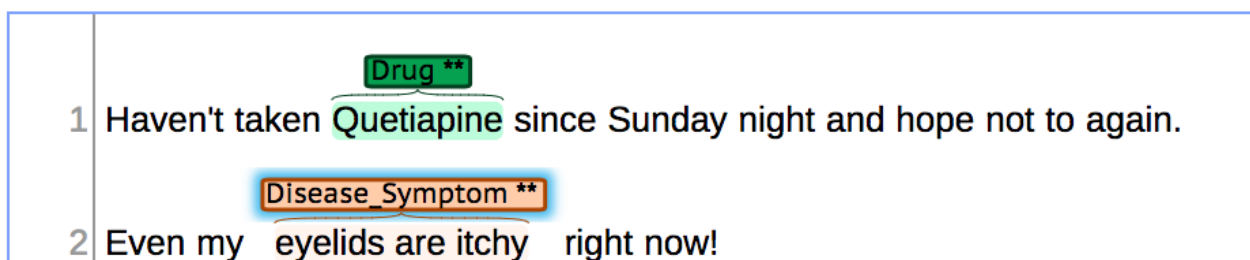 Drug **
1 Haven't taken Quetiapine since Sunday night and hope not to again.
Disease_Symptom **
2 Even my eyelids are itchy right now!